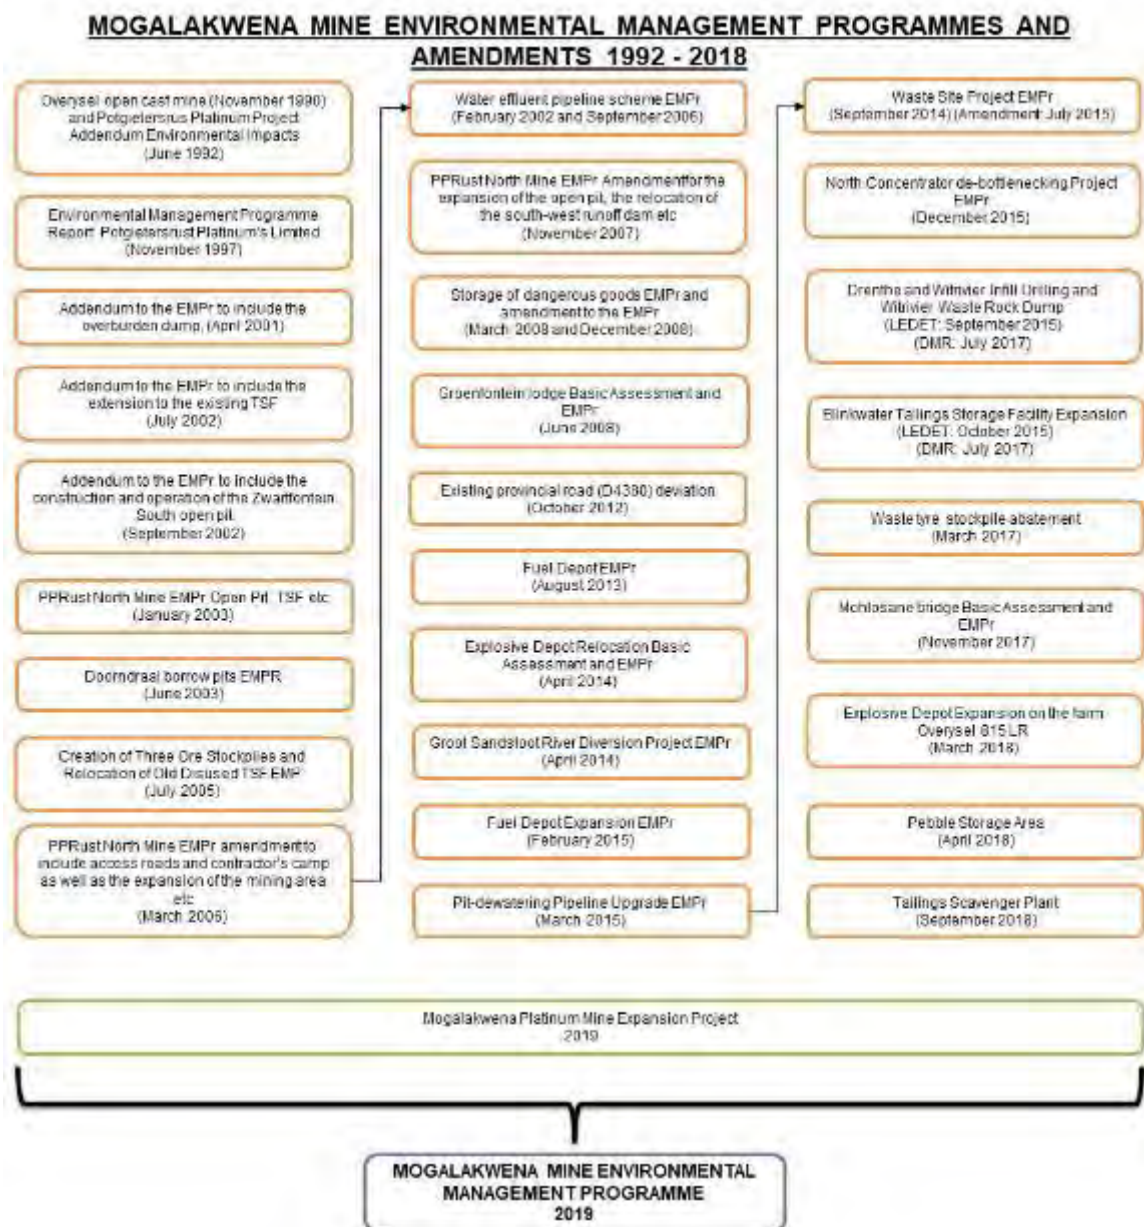 MOGALAKWENA MINE ENVIRONMENTAL MANAGEMENT PROGRAMMES AND
AMENDMENTS 1992 - 2018
Overysel open cast mine (November 1990)
and Potgietersrus Platinum Project
Addendum Environmental Impacts
(June 1992)
Environmental Management Programme
Report Potgietersrust Platinum's Limited
(November 1997)
Addendum to the EMPr to include the
overburden dump, (April 2001)
Addendum to the EMPr to include the
extension to the existing TSF
(July 2002)
Addendum to the EMPr to include the
construction and operation of the Zwartfontein
South open pit.
(September 2002)
PPRust North Mine EMPr Open Pit, TSF etc
(January 2003)
Doorndraai borrow pits EMPR
(June 2003)
Creation of Three Ore Stockpiles and
Relocation of Old Disused TSF EMP
(July 2005)
PPRust North Mine EMPr amendment to
include access roads and contractor's camp
as well as the expansion of the mining area
etc
(March 2006)
Water effluent pipeline scheme EMPr
(February 2002 and September 2006)
PPRust North Mine EMPr Amendment for the
expansion of the open pit, the relocation of
the south-west runoff dam etc
(November 2007)
Storage of dangerous goods EMPr and
amendment to the EMPr
(March 2008 and December 2008)
Groenfontein lodge Basic Assessment and
EMPr
(June 2008)
Existing provincial road (D4380) deviation
(October 2012)
Fuel Depot EMPr
(August 2013)
Explosive Depot Relocation Basic
Assessment and EMPr
(April 2014)
Groot Sandsloot River Diversion Project EMPr
(April 2014)
Fuel Depot Expansion EMPr
(February 2015)
Pit-dewatering Pipeline Upgrade EMPr
(March 2015)
Waste Site Project EMPr
(September 2014) (Amendment: July 2015)
North Concentrator de-bottlenecking Project
EMPr
(December 2015)
Drenthe and Witrivier Infill Drilling and
Witrivier Waste Rock Dump
(LEDET: September 2015)
(DMR: July 2017)
Blinkwater Tailings Storage Facility Expansion
(LEDET: October 2015)
(DMR: July 2017)
Waste tyre stockpile abatement
(March 2017)
Mohlosane bridge Basic Assessment and
EMPr
(November 2017)
Explosive Depot Expansion on the farm
Overysel 815 LR
(March 2018)
Pebble Storage Area
(April 2018)
Tailings Scavenger Plant
(September 2018)
Mogalakwena Platinum Mine Expansion Project
2019
MOGALAKWENA MINE ENVIRONMENTAL
MANAGEMENT PROGRAMME
2019